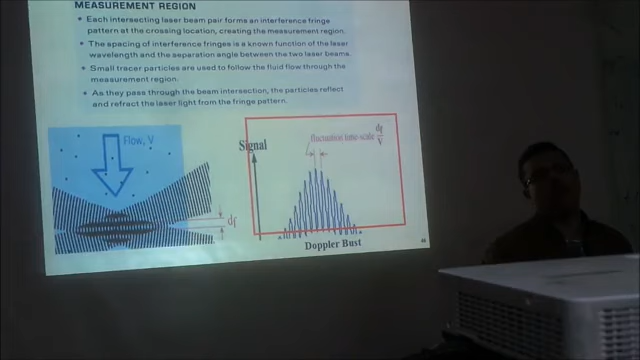 MEASUREMENT REGION
• Each intersecting laser beam pair forms an interference fringe
pattern at the crossing location, creating the measurement region.
• The spacing of interference fringes is a known function of the laser
wavelength and the separation angle between the two laser beams.
• Small tracer particles are used to follow the fluid flow through the
measurement region.
• As they pass through the beam intersection, the particles reflect
and refract the laser light from the fringe pattern.
Flow, V
df
Signal
fluctuation time scale df/V
Doppler Bust